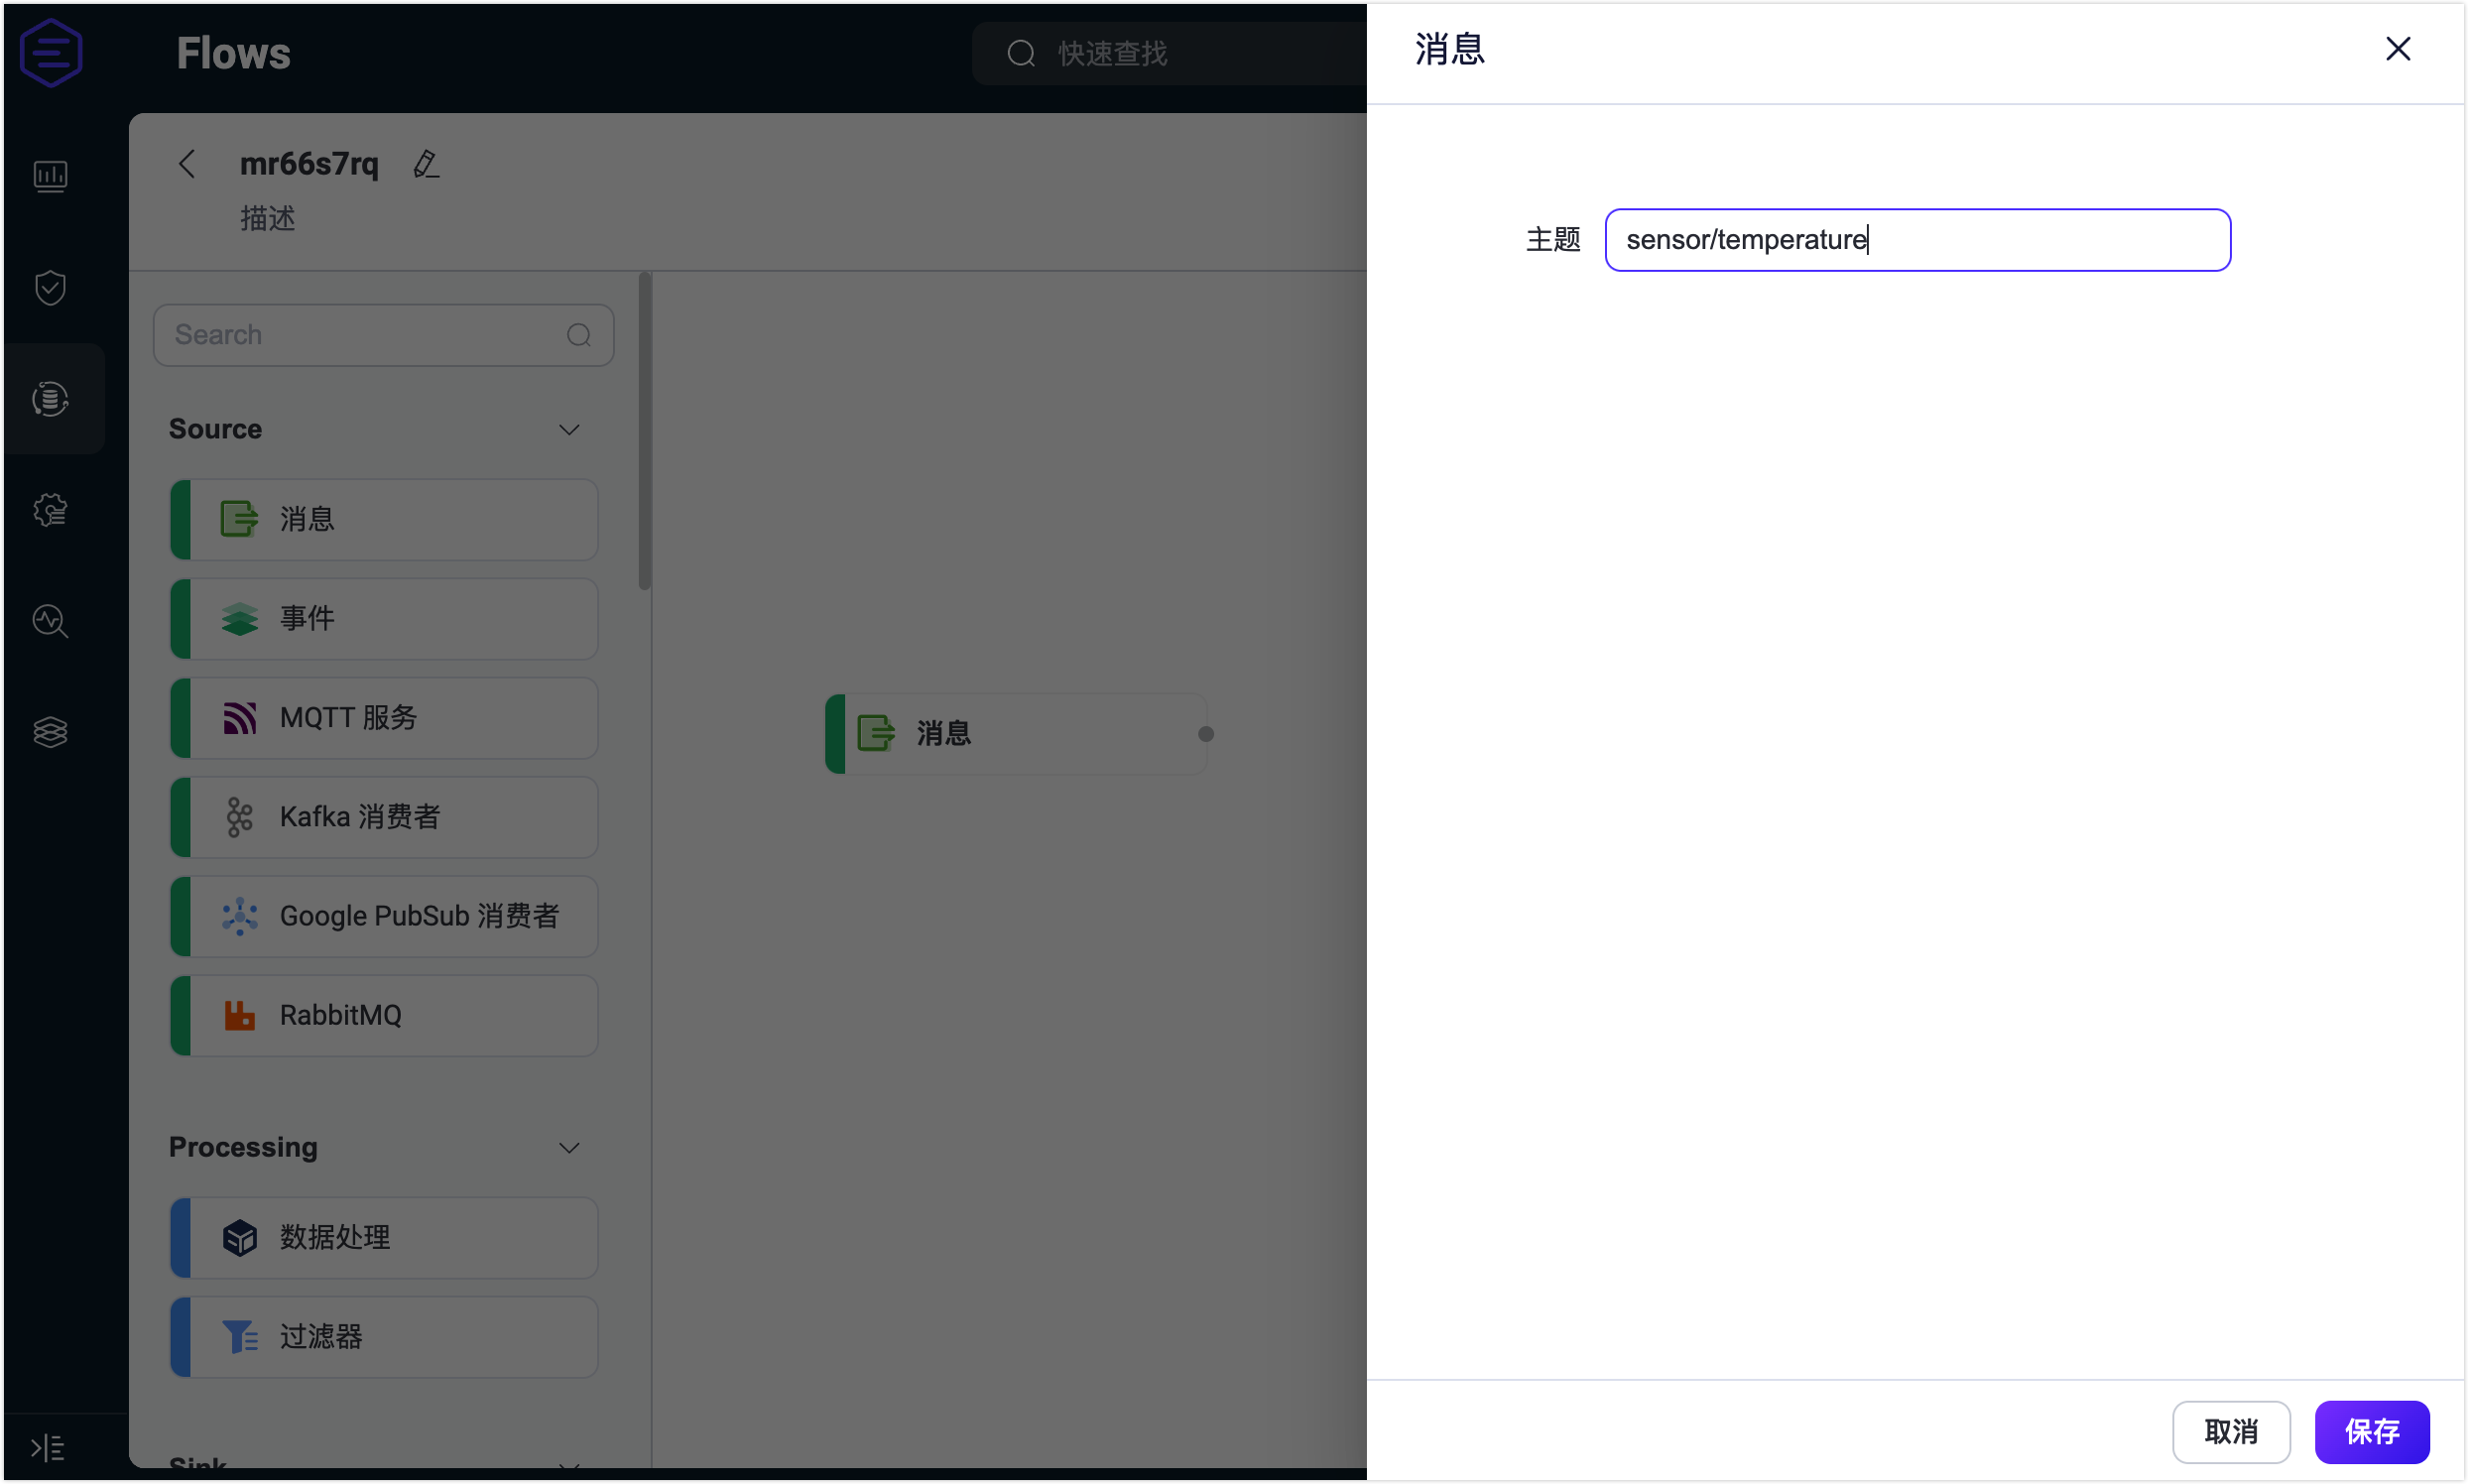 Flows
快速查找
mr66s7rq
描述
Search
Source
消息
事件
MQTT 服务
Kafka 消费者
Google PubSub 消费者
RabbitMQ
Processing
数据处理
过滤器
Sink
消息
消息
主题
sensor/temperature
取消
保存